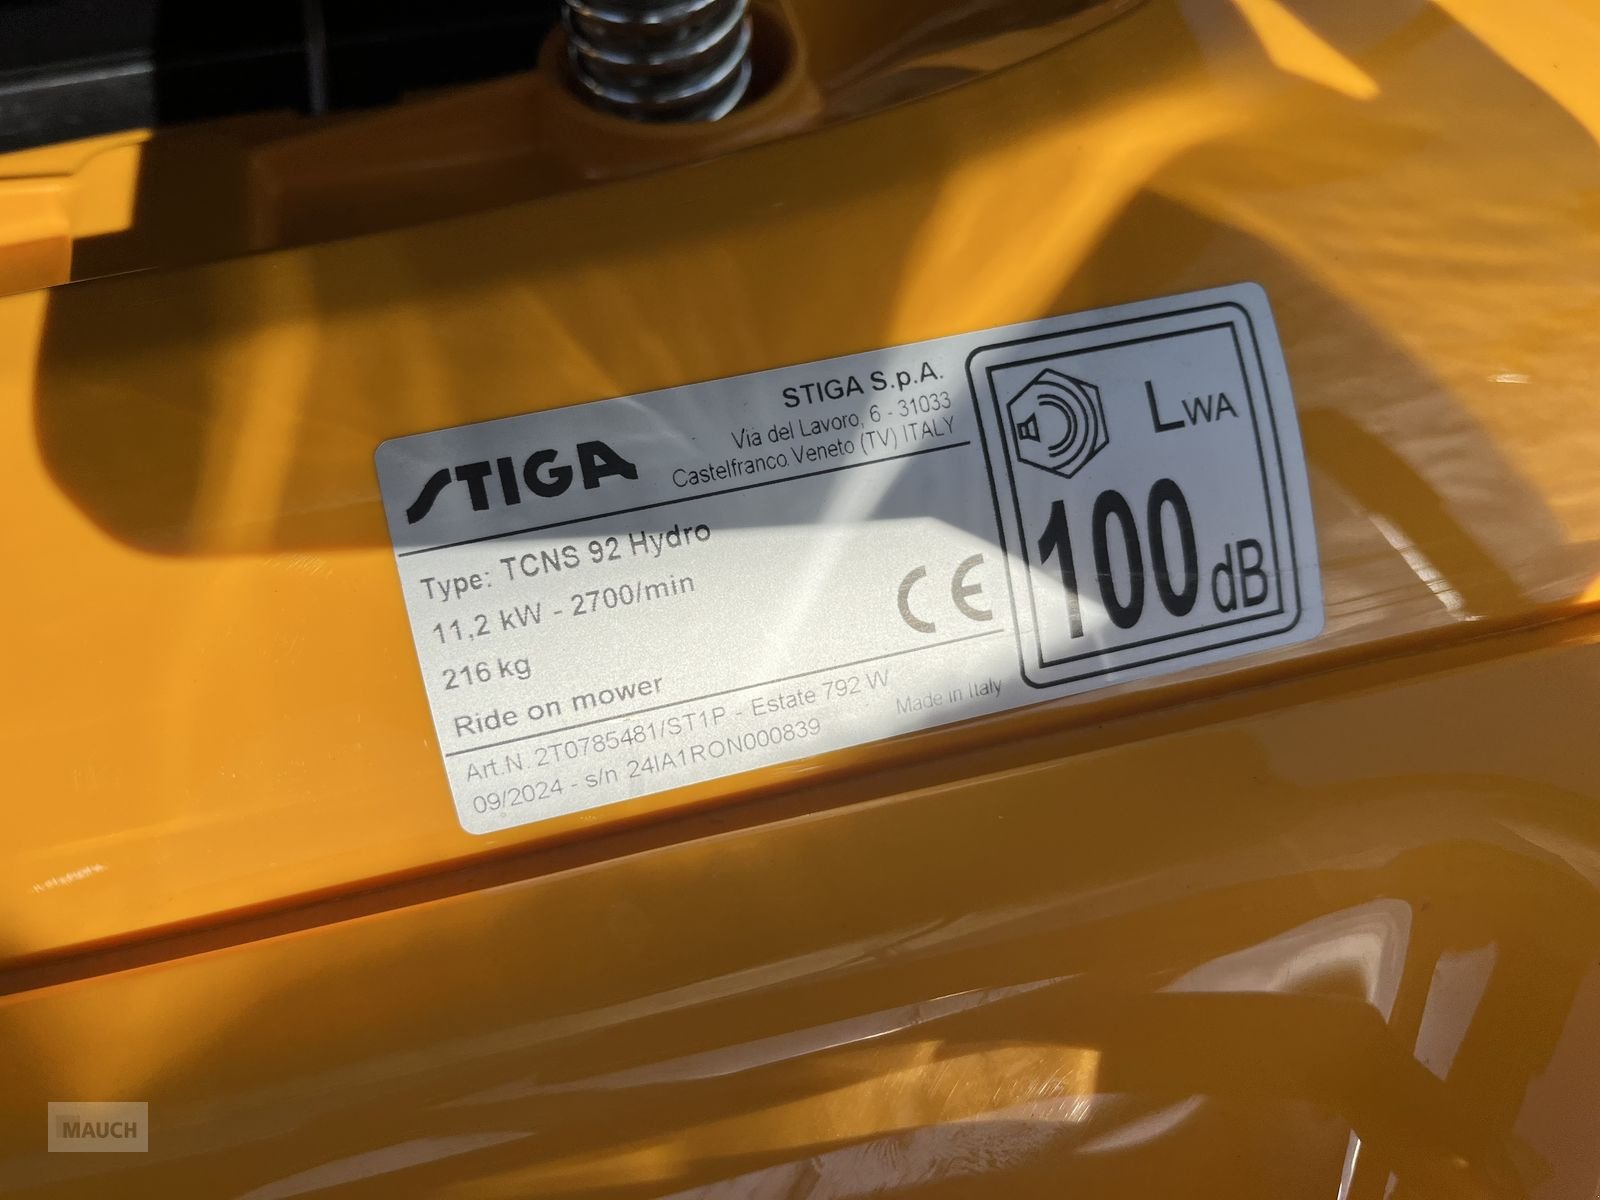 STIGA
STIGA S.p.A.
Via del Lavoro, 6 - 31033
Castelfranco Veneto (TV) ITALY
Type: TCNS 92 Hydro
11,2 kW - 2700/min
216 kg
Ride on mower
CE
Art.N. 2T0785481/ST1P - Estate 792 W
09/2024 - s/n 24IA1RON000839
Made in Italy
LWA
100 dB
MAUCH